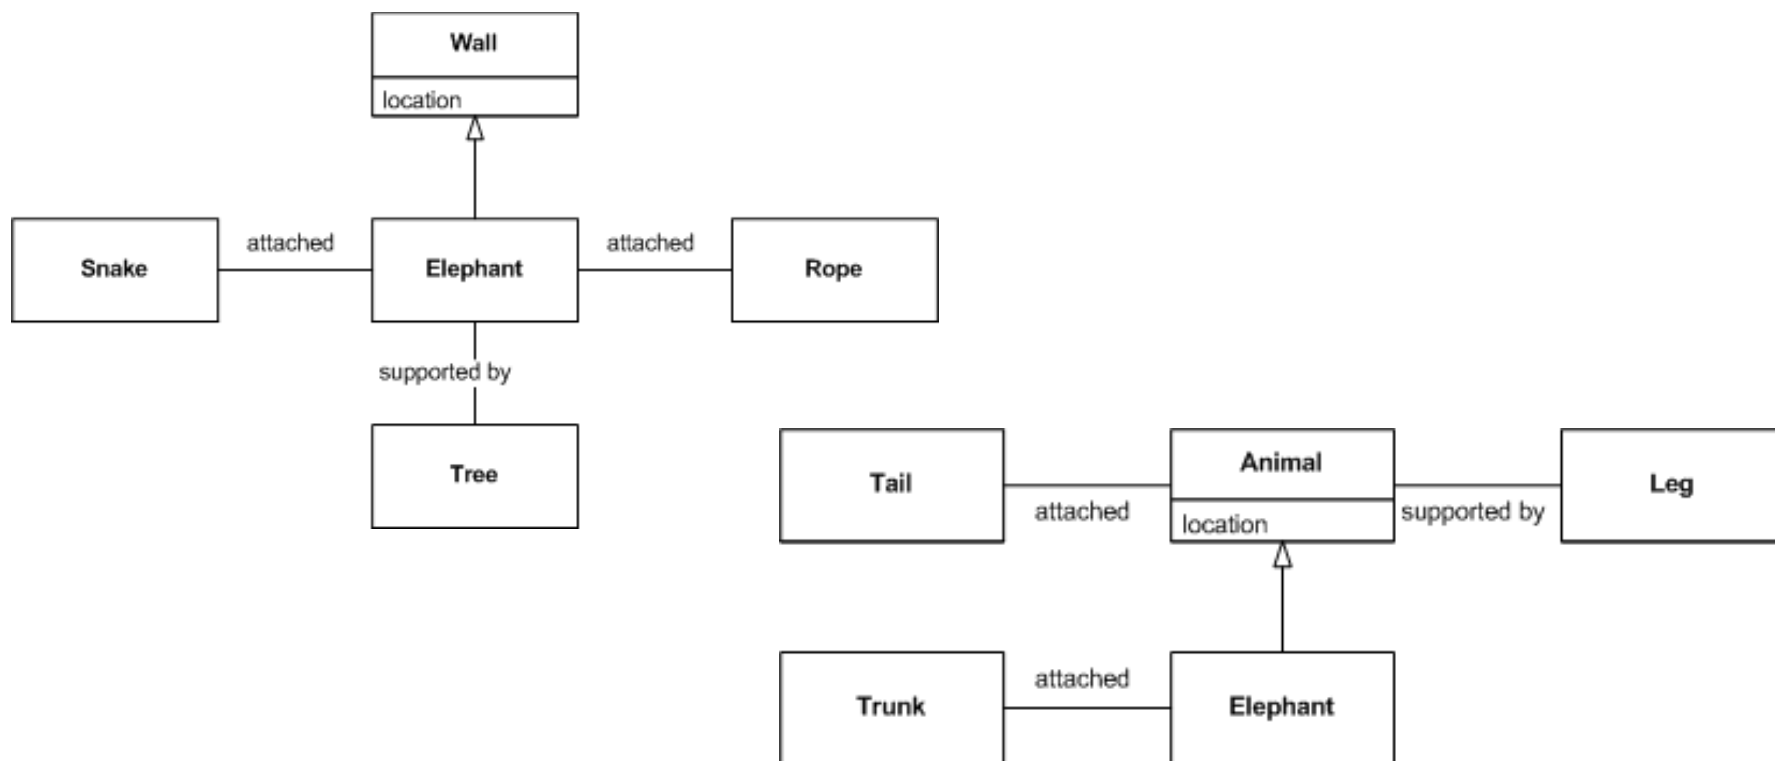 Wall
location
Snake
attached
Elephant
attached
Rope
supported by
Tree
Tail
attached
Animal
location
supported by
Leg
Trunk
attached
Elephant